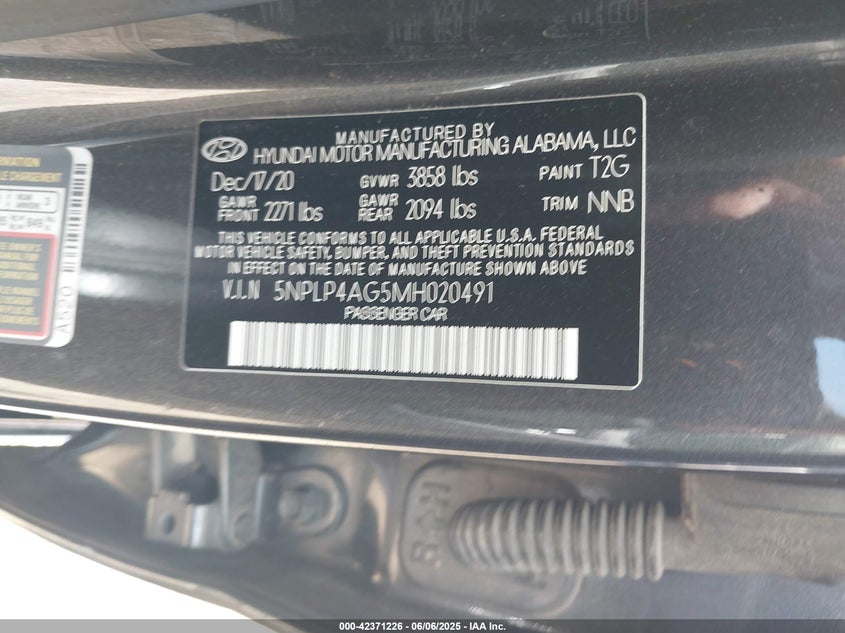 MANUFACTURED BY
HYUNDAI MOTOR MANUFACTURING ALABAMA, LLC
Dec/17/20 GVWR 3858 lbs PAINT T2G
GAWR FRONT 2271 lbs GAWR REAR 2094 lbs TRIM NNB
THIS VEHICLE CONFORMS TO ALL APPLICABLE U.S.A. FEDERAL
MOTOR VEHICLE SAFETY, BUMPER, AND THEFT PREVENTION STANDARDS
IN EFFECT ON THE DATE OF MANUFACTURE SHOWN ABOVE
V.I.N 5NPLP4AG5MH020491
PASSENGER CAR
A520
000-42371226 - 06/06/2025 - IAA Inc.